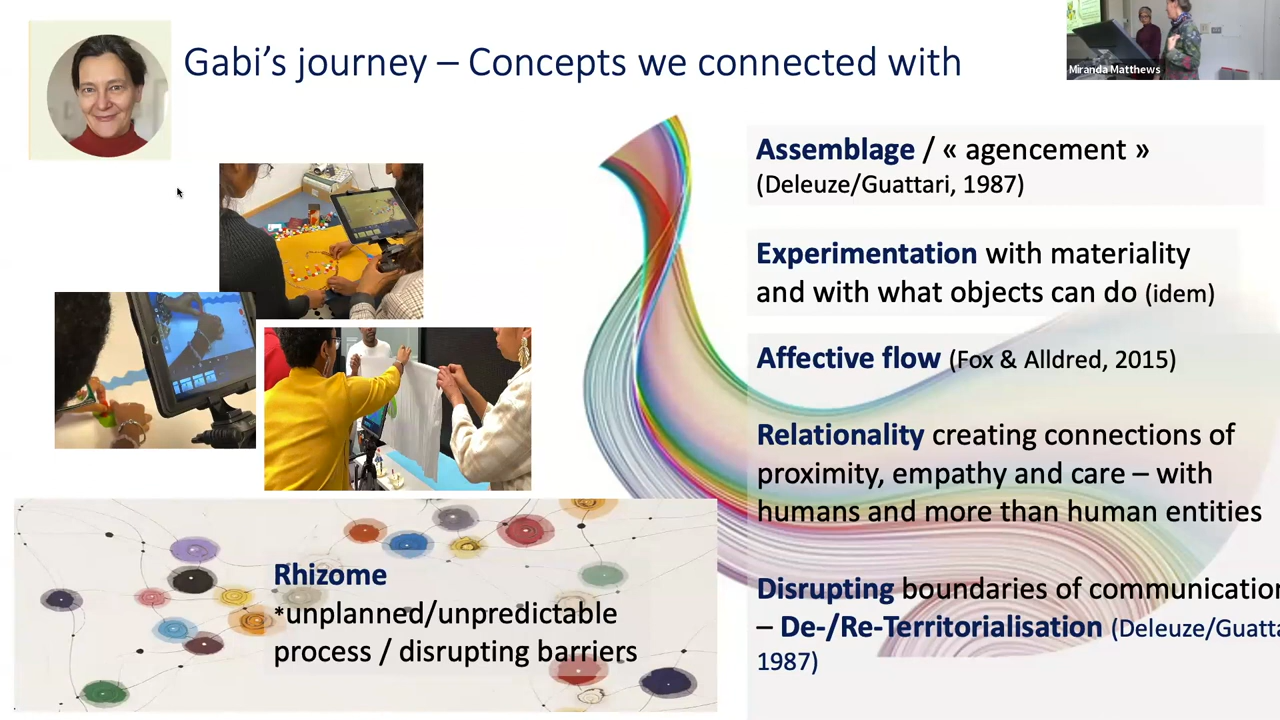 Gabi’s journey – Concepts we connected with
Miranda Matthews
Assemblage / « agencement »
(Deleuze/Guattari, 1987)
Experimentation with materiality
and with what objects can do (idem)
Affective flow (Fox & Alldred, 2015)
Relationality creating connections of
proximity, empathy and care – with
humans and more than human entities
Disrupting boundaries of communication
– De-/Re-Territorialisation (Deleuze/Guatta
1987)
Rhizome
*unplanned/unpredictable
process / disrupting barriers